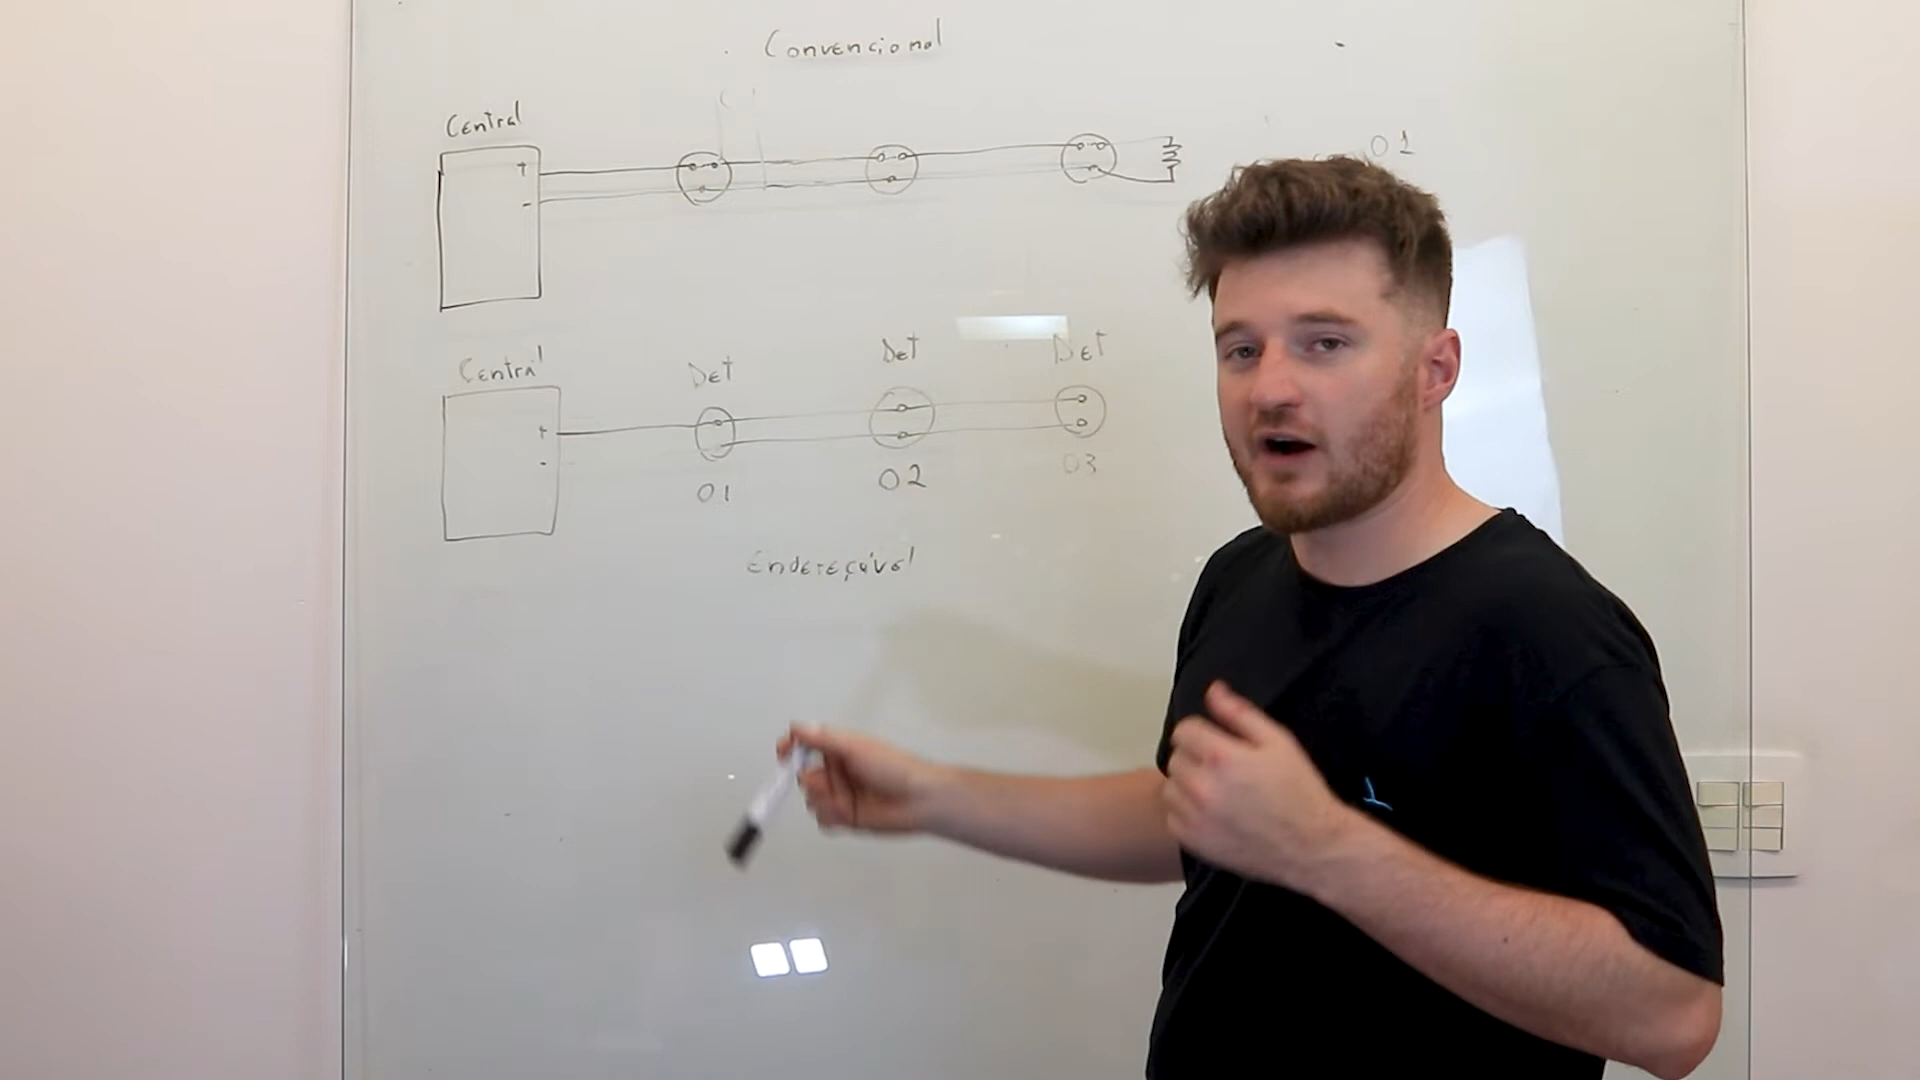 Convencional
Central
+
-
01
Central
Det
Det
Det
+
-
01
02
03
Endereçável